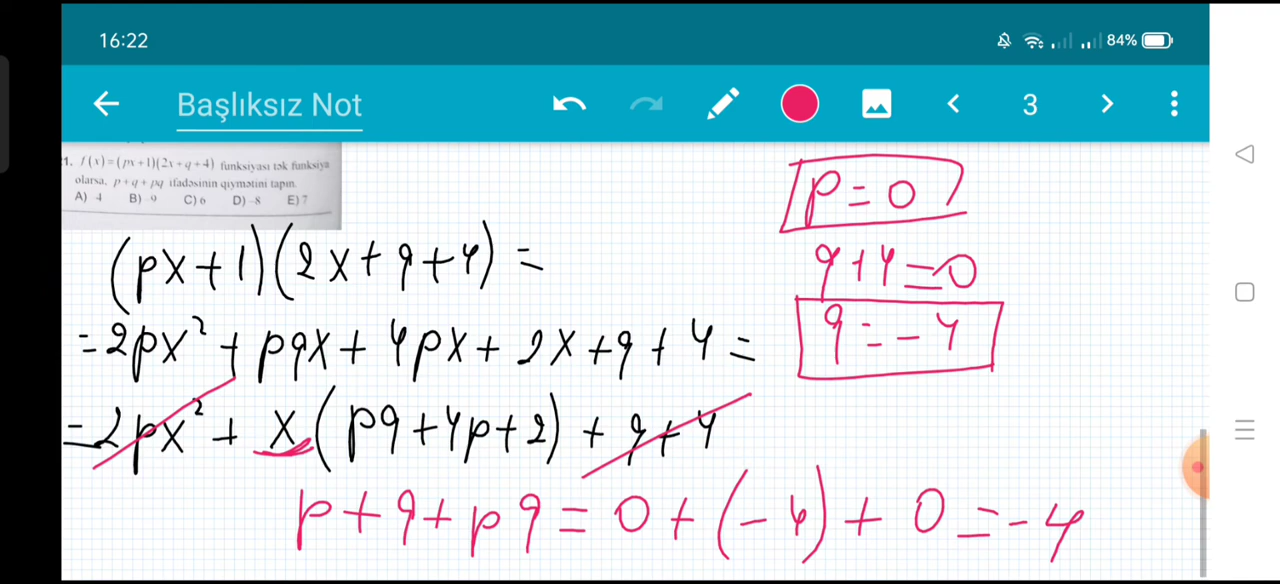 16:22 84%
Başlıksız Not 3
1. f(x)=(px+1)(2x+q+4) funksiyası tək funksiya
olarsa, p+q+pq ifadəsinin qiymətini tapın.
A) 4 B) 9 C) 6 D) -8 E) 7
(px+1)(2x+q+4)=
=2px²+pqx+4px+2x+q+4=
=2px²+x(pq+4p+2)+q+4
p=0
q+4=0
q=-4
p+q+pq=0+(-4)+0=-4